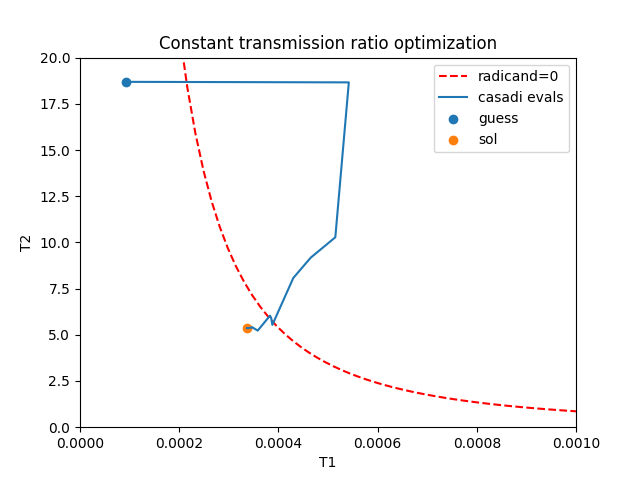 Constant transmission ratio optimization
20.0
17.5
15.0
12.5
10.0
7.5
5.0
2.5
0.0
T2
radicand=0
casadi evals
guess
sol
0.0000
0.0002
0.0004
0.0006
0.0008
0.0010
T1